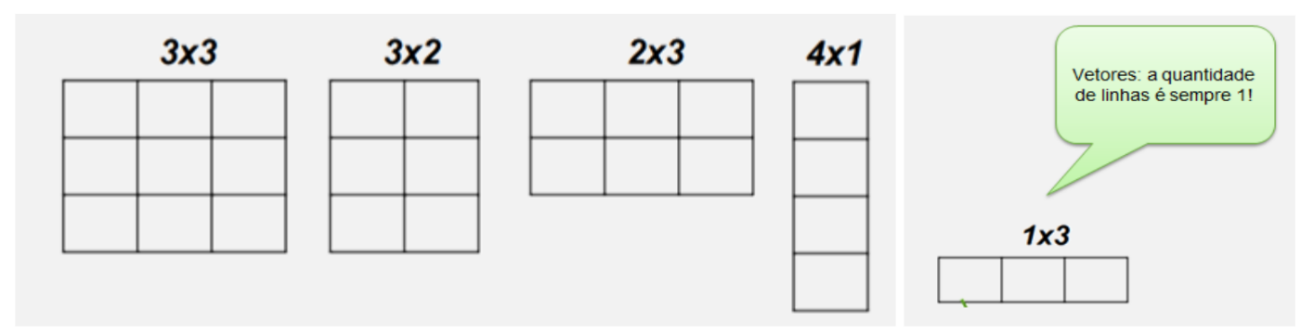 3x3
3x2
2x3
4x1
Vetores: a quantidade
de linhas é sempre 1!
1x3